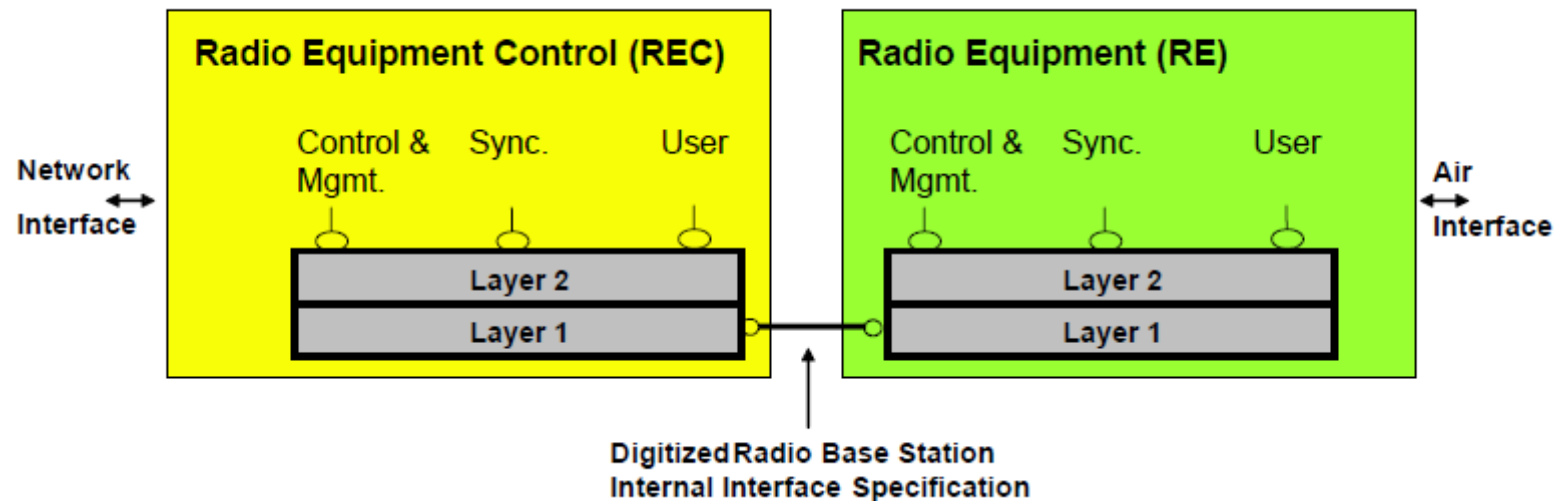 Radio Equipment Control (REC)
Radio Equipment (RE)
Control &
Mgmt.
Sync.
User
Control &
Mgmt.
Sync.
User
Network
Interface
Air
Interface
Layer 2
Layer 1
Layer 2
Layer 1
Digitized Radio Base Station
Internal Interface Specification